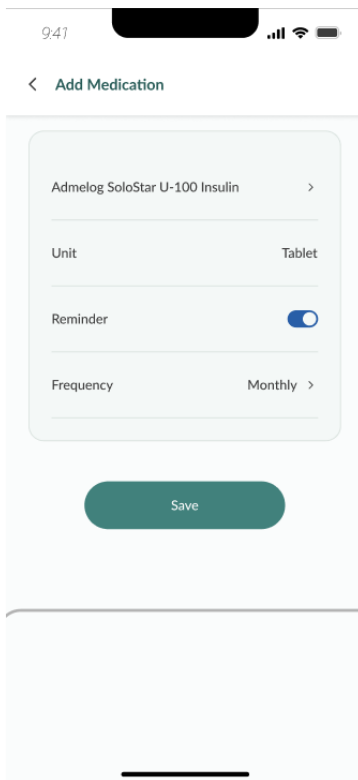 9:41
Add Medication
Admelog SoloStar U-100 Insulin
Unit Tablet
Reminder
Frequency Monthly
Save